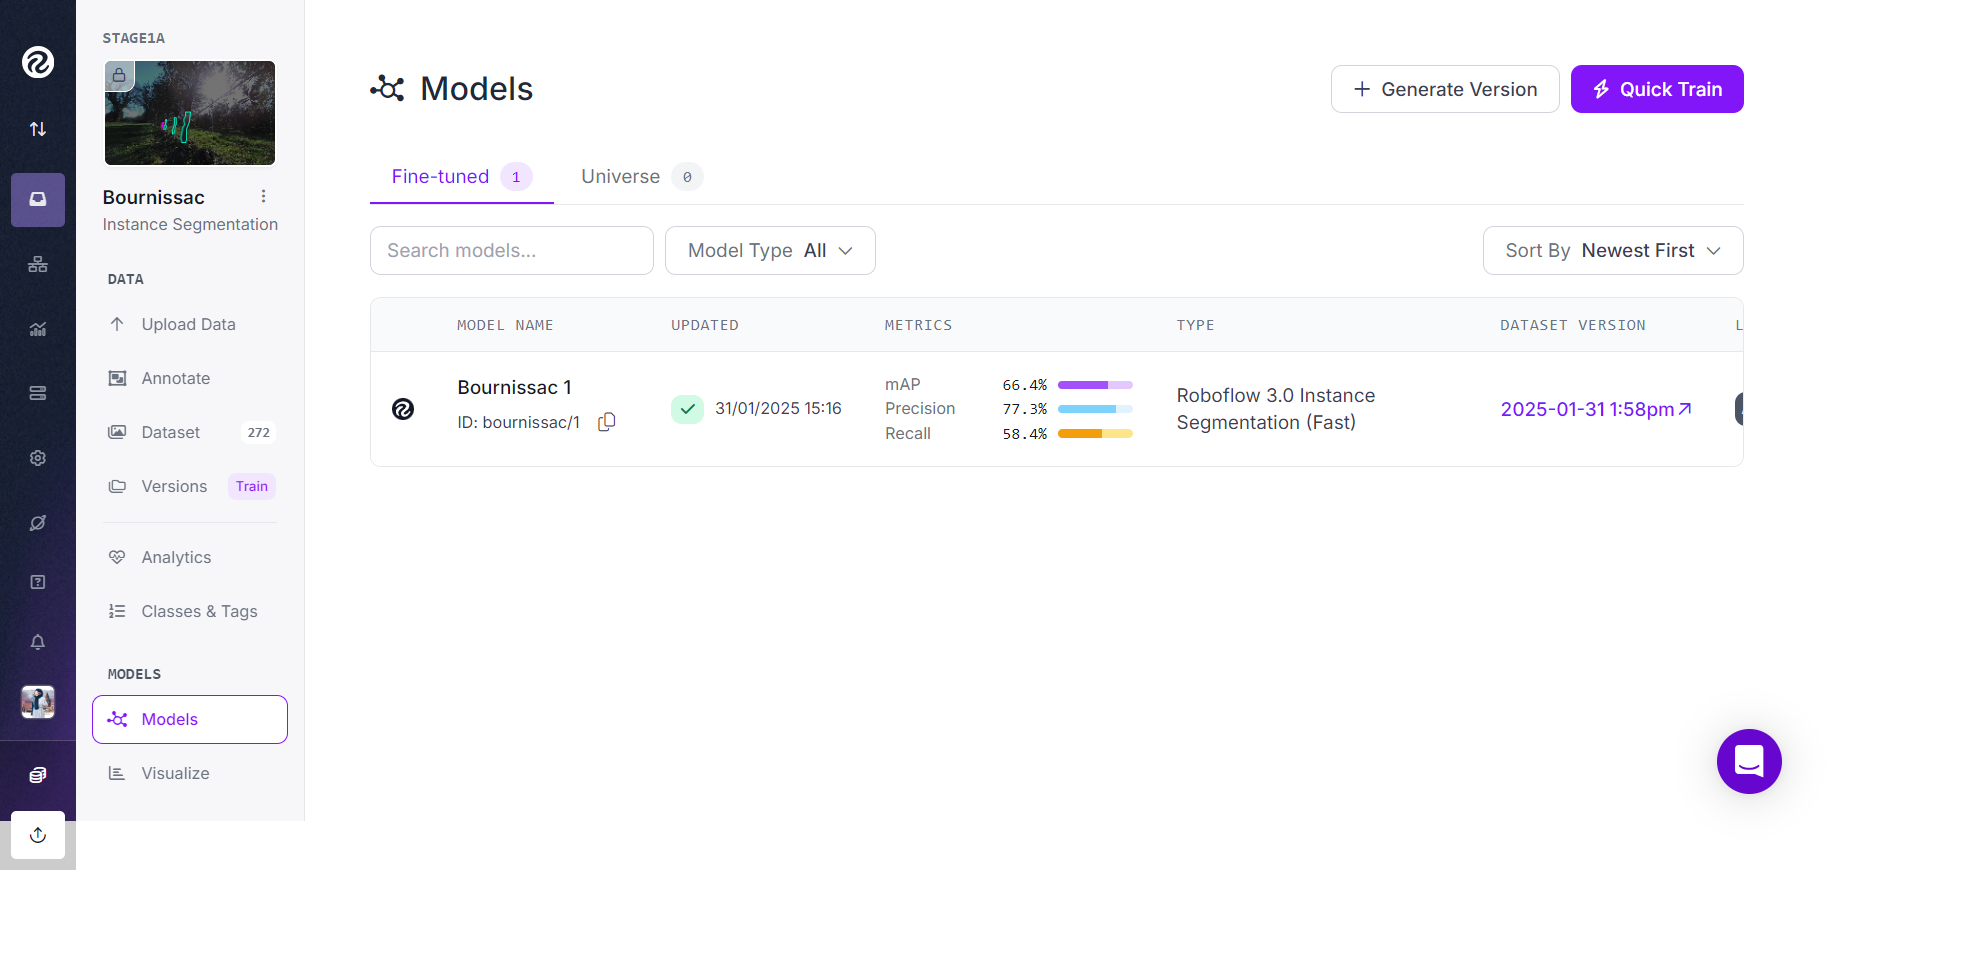 STAGE1A
Bournissac
Instance Segmentation
DATA
Upload Data
Annotate
Dataset 272
Versions Train
Analytics
Classes & Tags
MODELS
Models
Visualize
Models
Generate Version
Quick Train
Fine-tuned 1
Universe 0
Search models...
Model Type All
Sort By Newest First
MODEL NAME UPDATED METRICS TYPE DATASET VERSION L
Bournissac 1
ID: bournissac/1
31/01/2025 15:16
mAP 66.4%
Precision 77.3%
Recall 58.4%
Roboflow 3.0 Instance
Segmentation (Fast)
2025-01-31 1:58pm